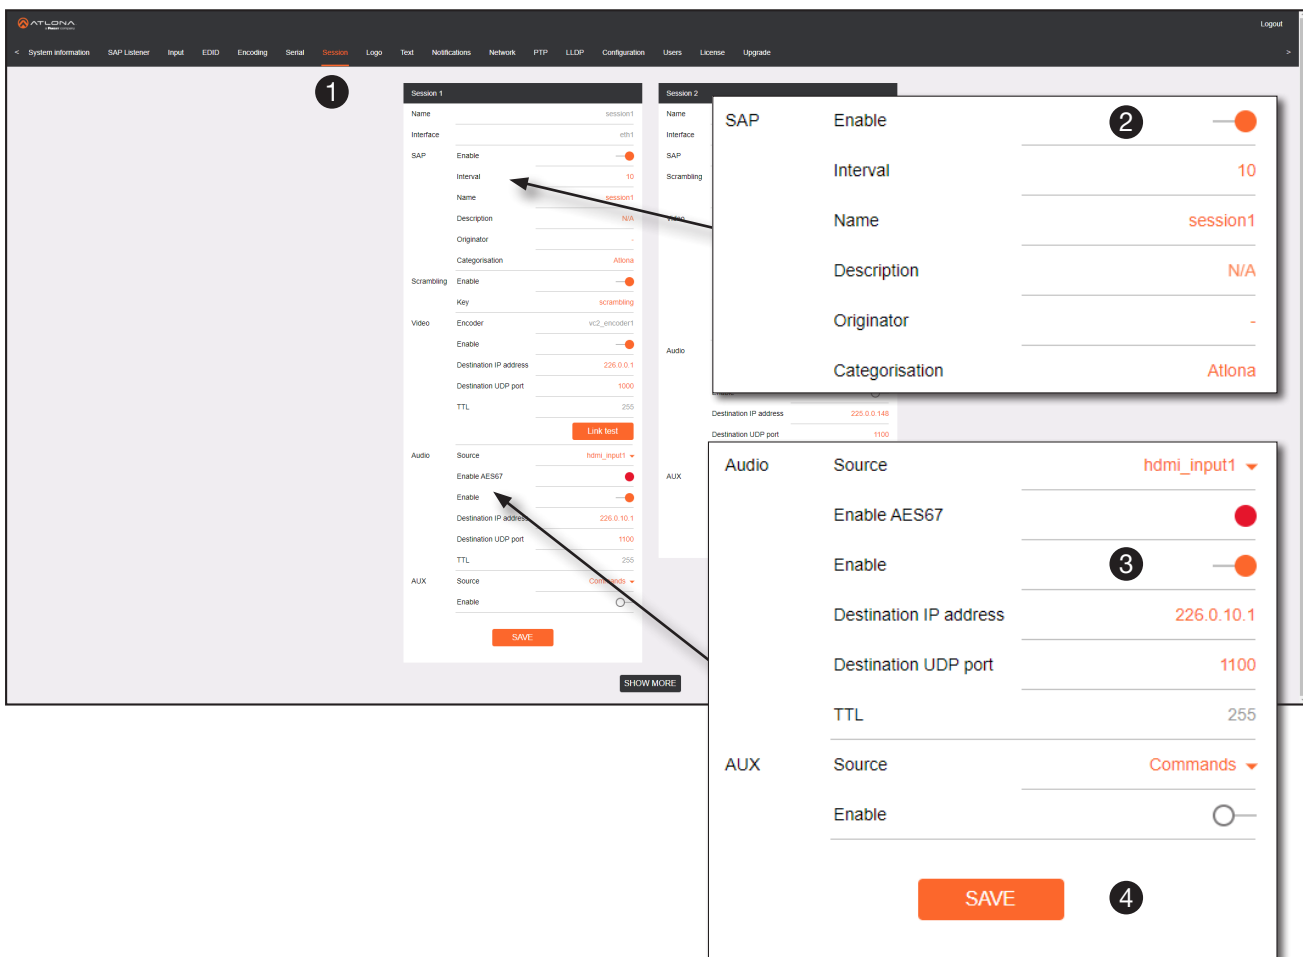 ATLONA
Logout
< System information SAP Listener Input EDID Encoding Serial Session Logo Text Notifications Network PTP LLDP Configuration Users License Upgrade >
1
Session 1
Name session1
Interface eth1
SAP Enable
Interval 10
Name session1
Description N/A
Originator -
Categorisation Atlona
Scrambling Enable
Key scrambling
Video Encoder vc2_encoder1
Enable
Destination IP address 226.0.0.1
Destination UDP port 1000
TTL 255
Link test
Audio Source hdmi_input1
Enable AES67
Enable
Destination IP address 226.0.10.1
Destination UDP port 1100
TTL 255
AUX Source Commands
Enable
SAVE
SHOW MORE
Session 2
Name
Interface
SAP
Scrambling
Video
Audio
Enable
Destination IP address 225.0.0.148
Destination UDP port 1100
AUX
SAP Enable 2
Interval 10
Name session1
Description N/A
Originator -
Categorisation Atlona
Audio Source hdmi_input1
Enable AES67
Enable 3
Destination IP address 226.0.10.1
Destination UDP port 1100
TTL 255
AUX Source Commands
Enable
SAVE 4